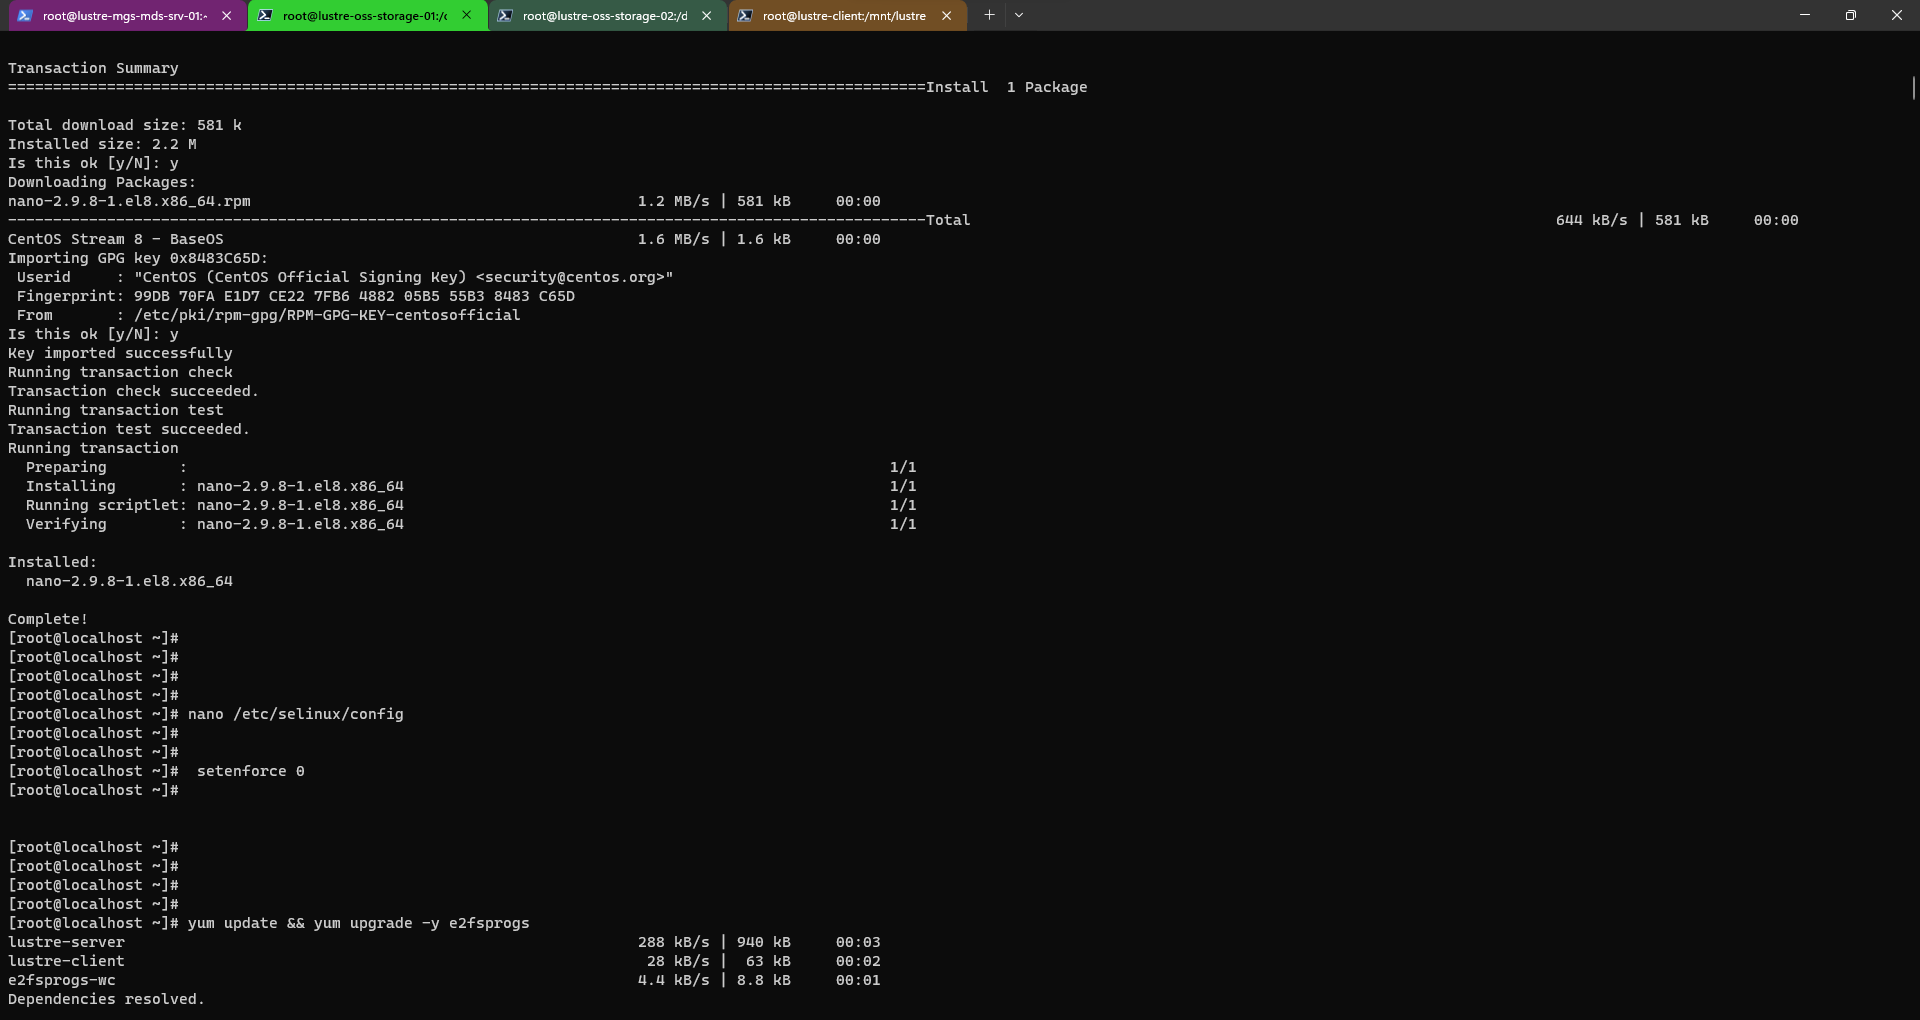 root@lustre-mgs-mds-srv-01:~
root@lustre-oss-storage-01:/
root@lustre-oss-storage-02:/d
root@lustre-client:/mnt/lustre
Transaction Summary
======================================================================================================Install  1 Package
Total download size: 581 k
Installed size: 2.2 M
Is this ok [y/N]: y
Downloading Packages:
nano-2.9.8-1.el8.x86_64.rpm 1.2 MB/s | 581 kB 00:00
------------------------------------------------------------------------------------------------------Total 644 kB/s | 581 kB 00:00
CentOS Stream 8 - BaseOS 1.6 MB/s | 1.6 kB 00:00
Importing GPG key 0x8483C65D:
Userid     : "CentOS (CentOS Official Signing Key) <security@centos.org>"
Fingerprint: 99DB 70FA E1D7 CE22 7FB6 4882 05B5 55B3 8483 C65D
From       : /etc/pki/rpm-gpg/RPM-GPG-KEY-centosofficial
Is this ok [y/N]: y
Key imported successfully
Running transaction check
Transaction check succeeded.
Running transaction test
Transaction test succeeded.
Running transaction
Preparing        : 1/1
Installing       : nano-2.9.8-1.el8.x86_64 1/1
Running scriptlet: nano-2.9.8-1.el8.x86_64 1/1
Verifying        : nano-2.9.8-1.el8.x86_64 1/1
Installed:
nano-2.9.8-1.el8.x86_64
Complete!
[root@localhost ~]#
[root@localhost ~]#
[root@localhost ~]#
[root@localhost ~]#
[root@localhost ~]# nano /etc/selinux/config
[root@localhost ~]#
[root@localhost ~]#
[root@localhost ~]#  setenforce 0
[root@localhost ~]#
[root@localhost ~]#
[root@localhost ~]#
[root@localhost ~]#
[root@localhost ~]#
[root@localhost ~]# yum update && yum upgrade -y e2fsprogs
lustre-server 288 kB/s | 940 kB 00:03
lustre-client 28 kB/s | 63 kB 00:02
e2fsprogs-wc 4.4 kB/s | 8.8 kB 00:01
Dependencies resolved.